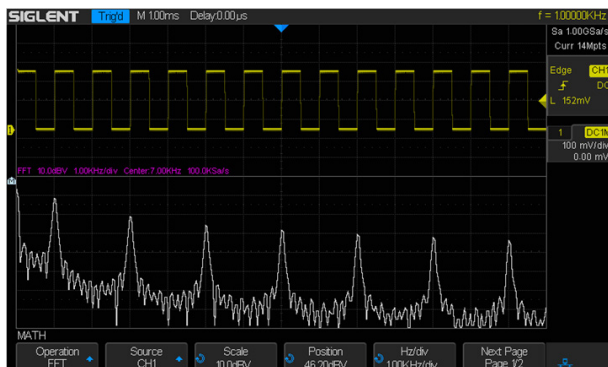 SIGLENT Trig'd M 1.00ms Delay:0.00µs f = 1.00000KHz
Sa 1.00GSa/s
Curr 14Mpts
Edge CH1
DC
L 152mV
1 DC1M
100 mV/div
0.00 mV
FFT 10.0dBV 1.00KHz/div Center:7.00KHz 100.0KSa/s
M
MATH
Operation Source Scale Position Hz/div Next Page
FFT CH1 10.0dBV 46.20dBV 1.00KHz/div Page 1/2